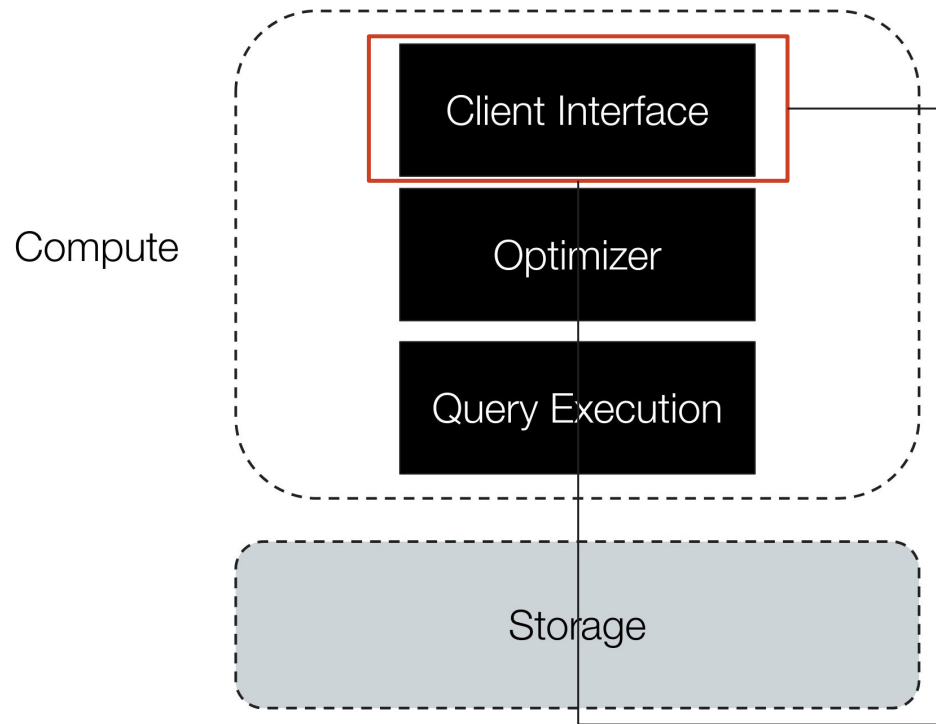 Client Interface
Compute
Optimizer
Query Execution
Storage